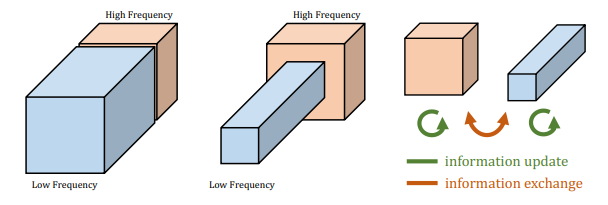 High Frequency
High Frequency
Low Frequency
Low Frequency
information update
information exchange